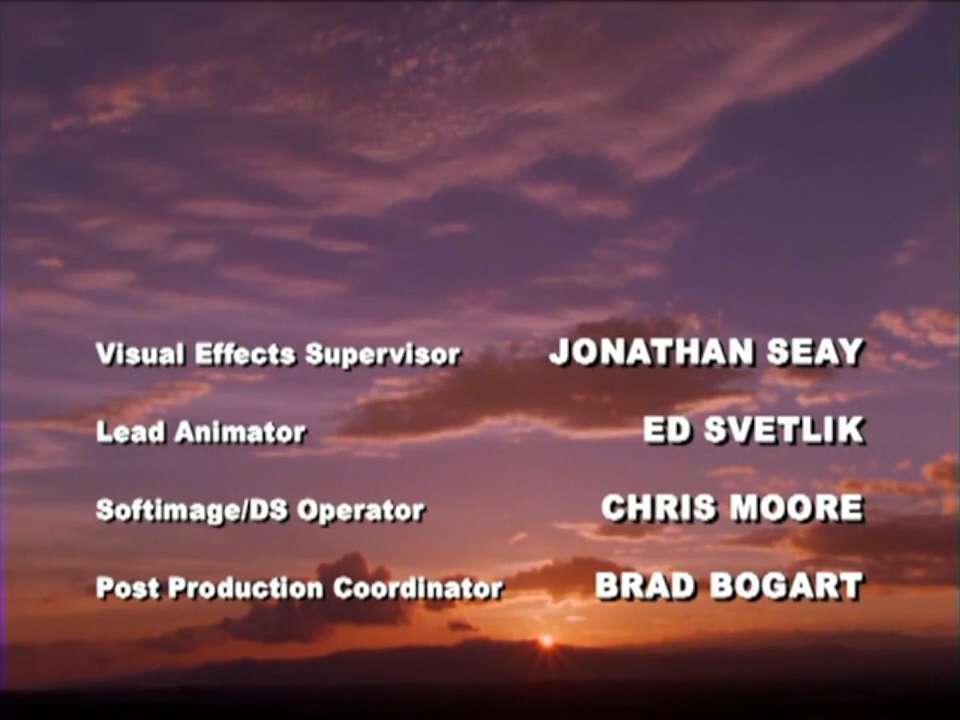 Visual Effects Supervisor JONATHAN SEAY
Lead Animator ED SVETLIK
Softimage/DS Operator CHRIS MOORE
Post Production Coordinator BRAD BOGART